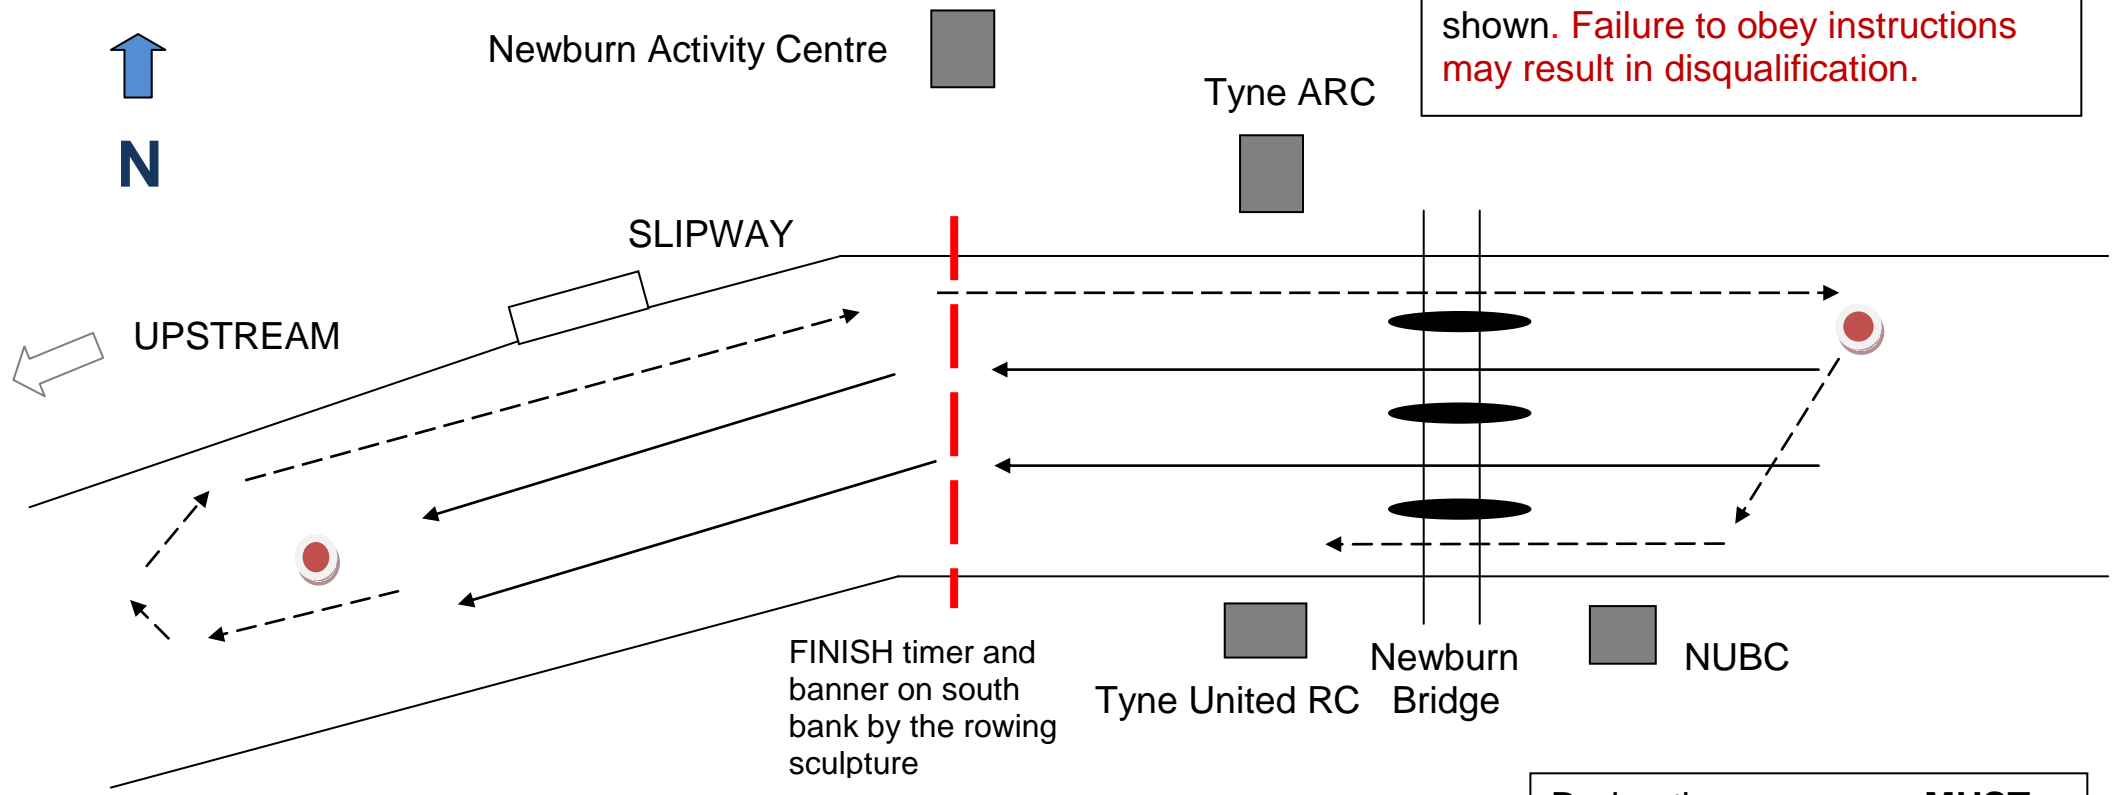 shown. Failure to obey instructions
may result in disqualification.
Newburn Activity Centre
Tyne ARC
N
SLIPWAY
UPSTREAM
FINISH timer and
banner on south
bank by the rowing
sculpture
Tyne United RC
Newburn
Bridge
NUBC
MUST